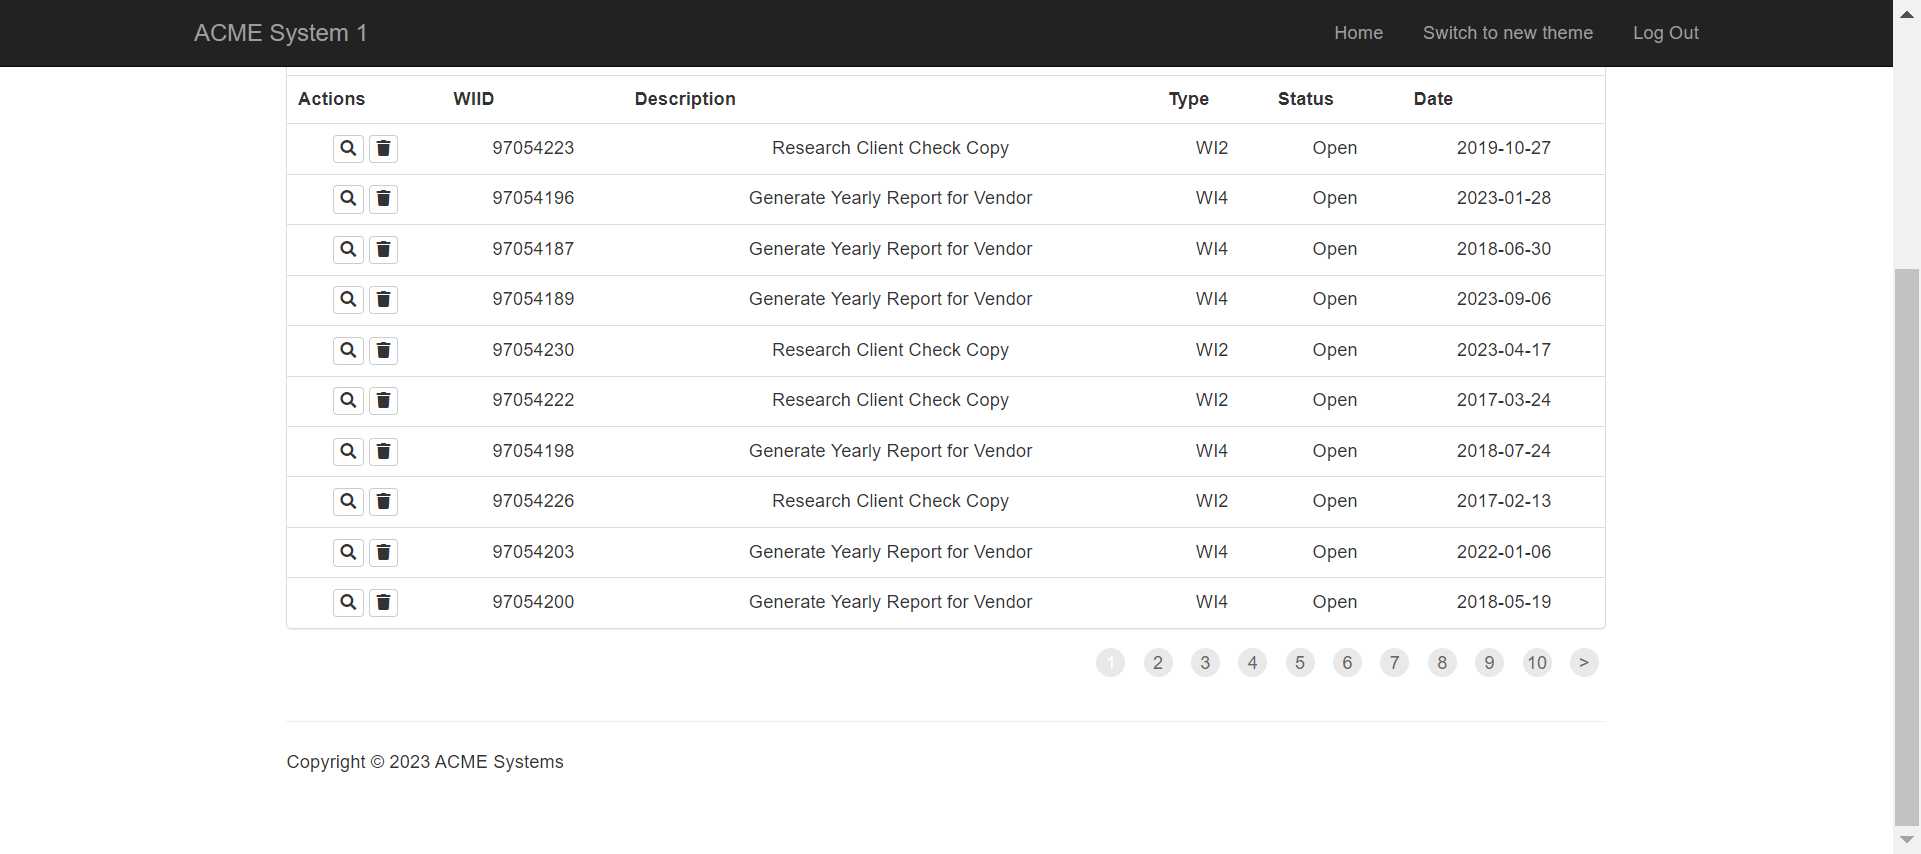 ACME System 1 Home Switch to new theme Log Out
Actions WIID Description Type Status Date
97054223 Research Client Check Copy WI2 Open 2019-10-27
97054196 Generate Yearly Report for Vendor WI4 Open 2023-01-28
97054187 Generate Yearly Report for Vendor WI4 Open 2018-06-30
97054189 Generate Yearly Report for Vendor WI4 Open 2023-09-06
97054230 Research Client Check Copy WI2 Open 2023-04-17
97054222 Research Client Check Copy WI2 Open 2017-03-24
97054198 Generate Yearly Report for Vendor WI4 Open 2018-07-24
97054226 Research Client Check Copy WI2 Open 2017-02-13
97054203 Generate Yearly Report for Vendor WI4 Open 2022-01-06
97054200 Generate Yearly Report for Vendor WI4 Open 2018-05-19
1 2 3 4 5 6 7 8 9 10 >
Copyright © 2023 ACME Systems